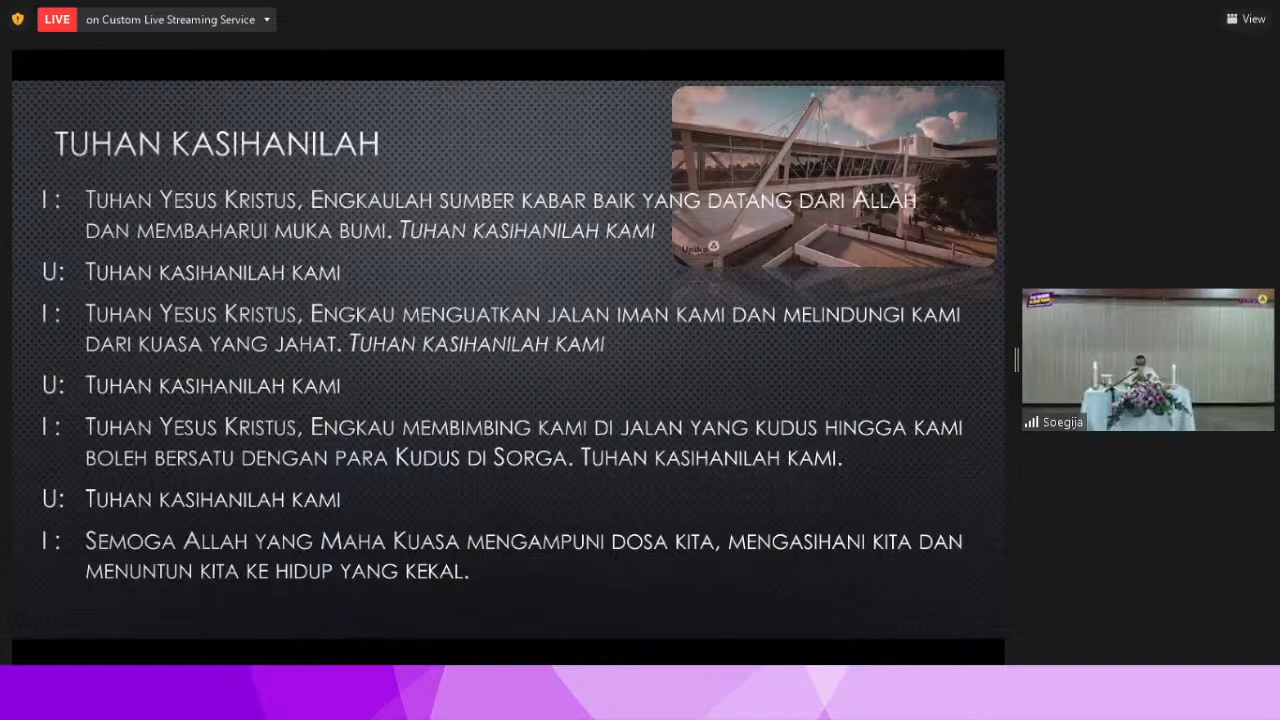 LIVE on Custom Live Streaming Service
View
TUHAN KASIHANILAH
I : TUHAN YESUS KRISTUS, ENGKAULAH SUMBER KABAR BAIK YANG DATANG DARI ALLAH
DAN MEMBAHARUI MUKA BUMI. TUHAN KASIHANILAH KAMI
U: TUHAN KASIHANILAH KAMI
I : TUHAN YESUS KRISTUS, ENGKAU MENGUATKAN JALAN IMAN KAMI DAN MELINDUNGI KAMI
DARI KUASA YANG JAHAT. TUHAN KASIHANILAH KAMI
U: TUHAN KASIHANILAH KAMI
I : TUHAN YESUS KRISTUS, ENGKAU MEMBIMBING KAMI DI JALAN YANG KUDUS HINGGA KAMI
BOLEH BERSATU DENGAN PARA KUDUS DI SORGA. TUHAN KASIHANILAH KAMI.
U: TUHAN KASIHANILAH KAMI
I : SEMOGA ALLAH YANG MAHA KUASA MENGAMPUNI DOSA KITA, MENGASIHANI KITA DAN
MENUNTUN KITA KE HIDUP YANG KEKAL.
Unika
Soegija